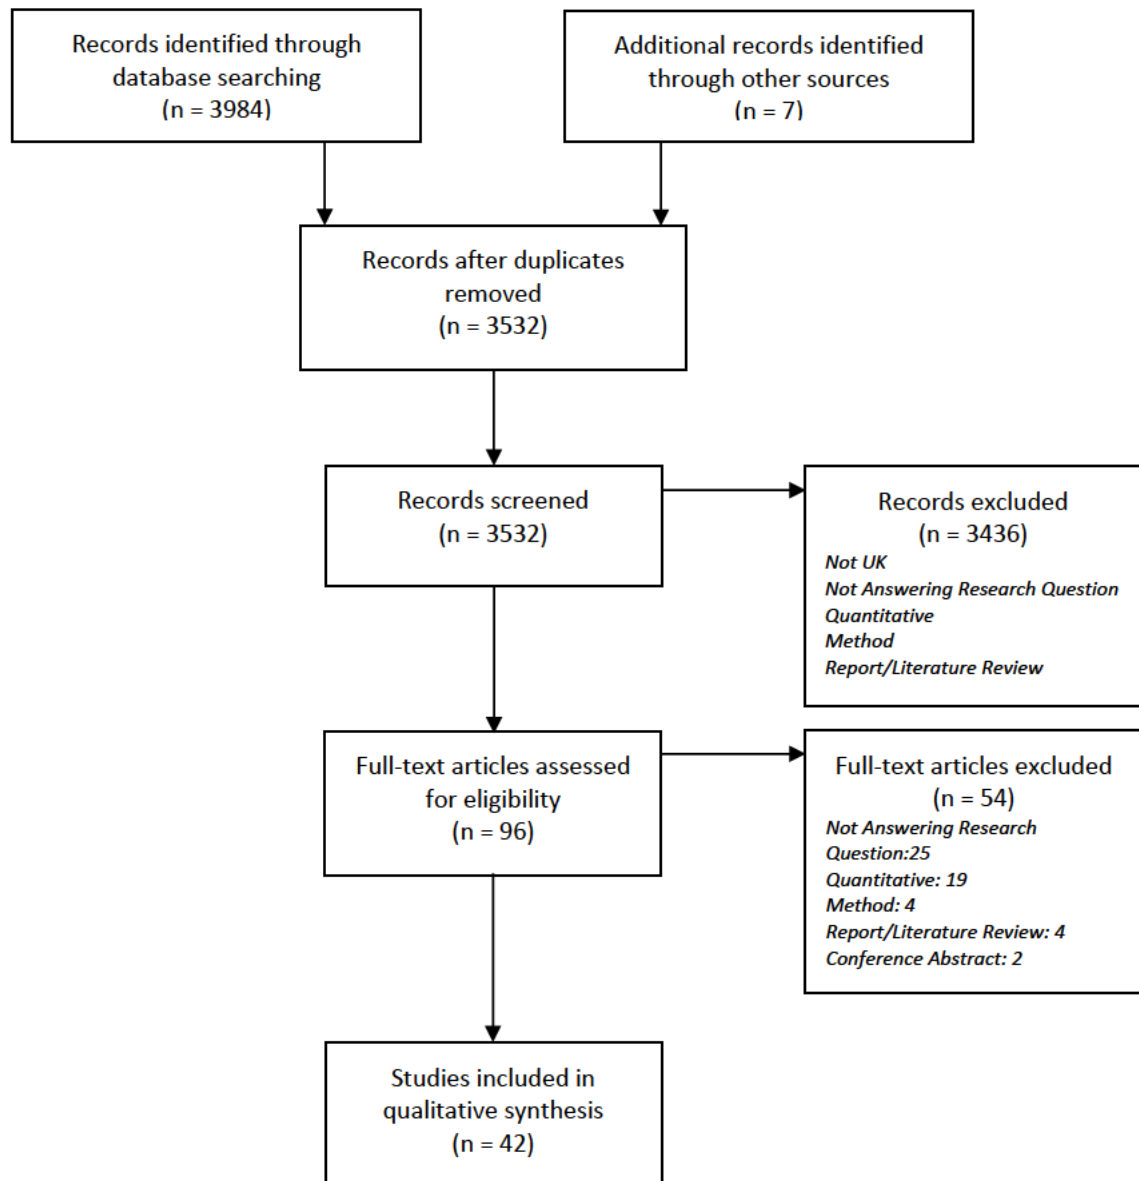 Records identified through
database searching
(n = 3984)
Additional records identified
through other sources
(n = 7)
Records after duplicates
removed
(n = 3532)
Records screened
(n = 3532)
Records excluded
(n = 3436)
Not UK
Not Answering Research Question
Quantitative
Method
Report/Literature Review
Full-text articles assessed
for eligibility
(n = 96)
Full-text articles excluded
(n = 54)
Not Answering Research
Question:25
Quantitative: 19
Method: 4
Report/Literature Review: 4
Conference Abstract: 2
Studies included in
qualitative synthesis
(n = 42)